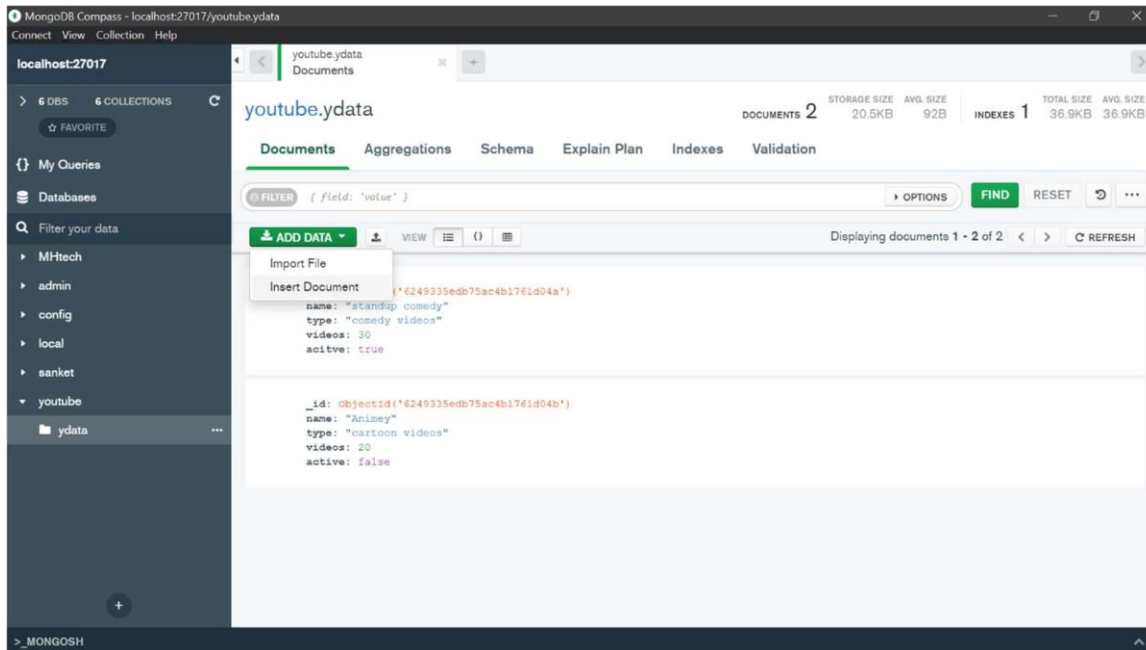 MongoDB Compass - localhost:27017/youtube.ydata
Connect View Collection Help
localhost:27017
6 DBS 6 COLLECTIONS
FAVORITE
{} My Queries
Databases
Filter your data
MHtech
admin
config
local
sanket
youtube
ydata
...
+
>_MONGOSH
youtube.ydata
Documents
+
youtube.ydata
DOCUMENTS 2
STORAGE SIZE AVG. SIZE
20.5KB 92B
INDEXES 1
TOTAL SIZE AVG. SIZE
36.9KB 36.9KB
Documents Aggregations Schema Explain Plan Indexes Validation
FILTER { field: 'value' } OPTIONS FIND RESET ...
ADD DATA VIEW {} Displaying documents 1 - 2 of 2 < > REFRESH
Import File
Insert Document
('6249335edb75ac4b1761d04a')
name: "standup comedy"
type: "comedy videos"
videos: 30
acitve: true
_id: ObjectId('6249335edb75ac4b1761d04b')
name: "Animey"
type: "cartoon videos"
videos: 20
active: false